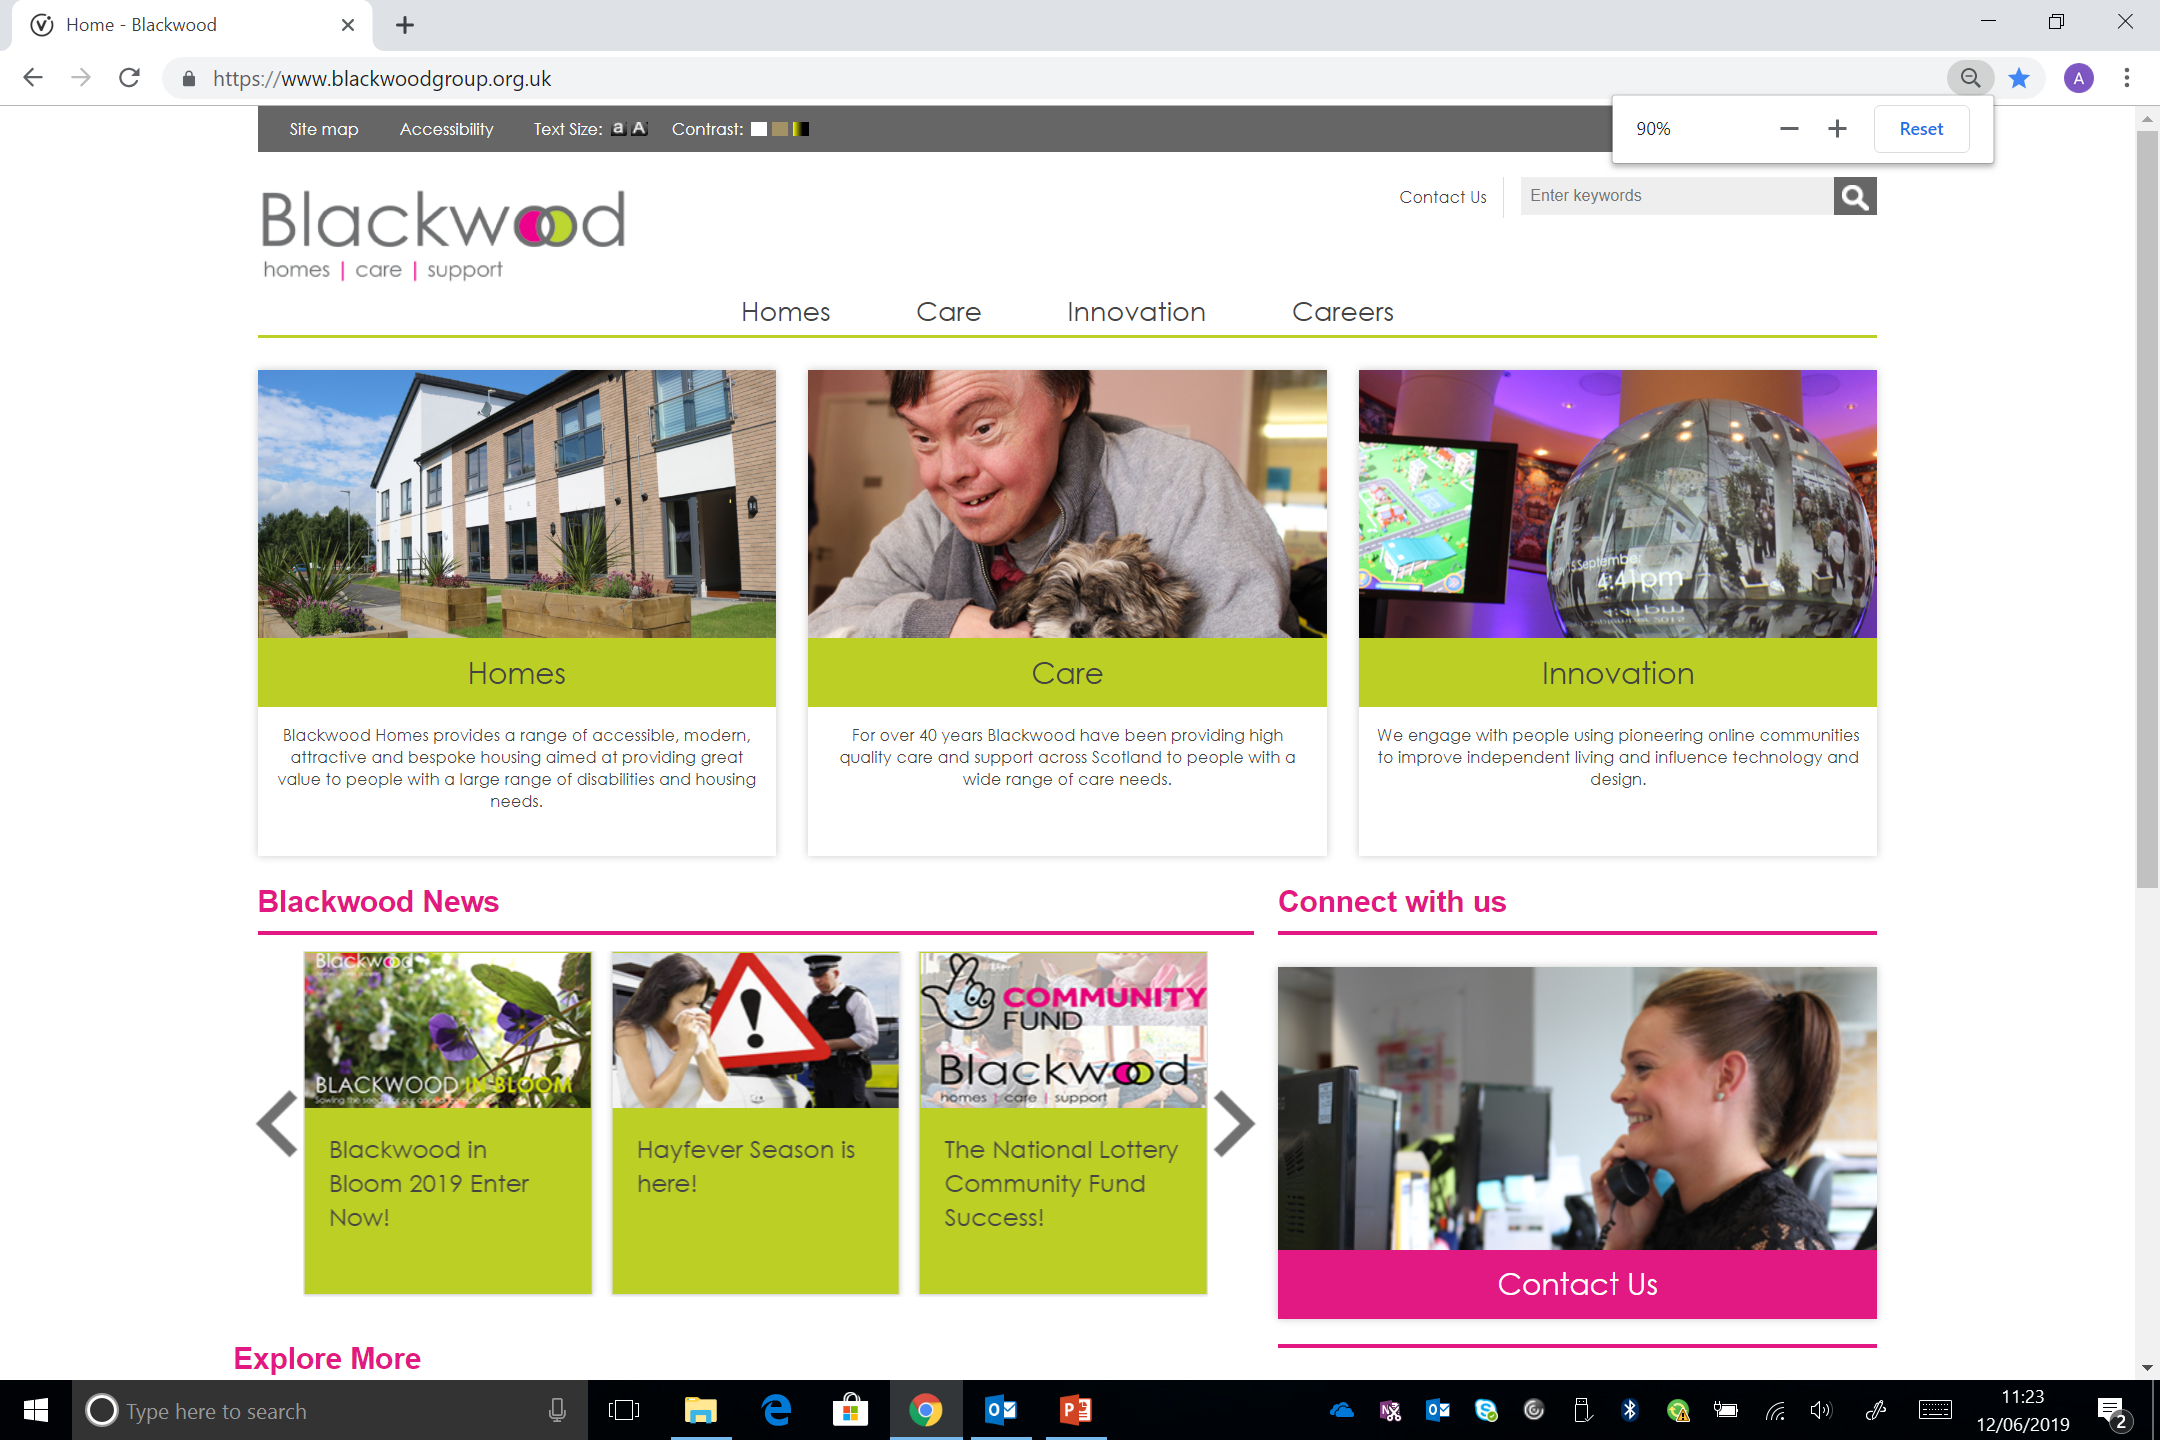 Home - Blackwood
https://www.blackwoodgroup.org.uk
A
Site map
Accessibility
Text Size: a A
Contrast:
90%
Reset
Blackwood
homes | care | support
Contact Us
Enter keywords
Homes
Care
Innovation
Careers
15 September
4:41pm
Homes
Blackwood Homes provides a range of accessible, modern,
attractive and bespoke housing aimed at providing great
value to people with a large range of disabilities and housing
needs.
Care
For over 40 years Blackwood have been providing high
quality care and support across Scotland to people with a
wide range of care needs.
Innovation
We engage with people using pioneering online communities
to improve independent living and influence technology and
design.
Blackwood News
Blackwood
BLACKWOOD IN BLOOM
Blackwood in
Bloom 2019 Enter
Now!
Hayfever Season is
here!
COMMUNITY
FUND
Blackwood
homes | care | support
The National Lottery
Community Fund
Success!
Connect with us
Contact Us
Explore More
Type here to search
11:23
12/06/2019
2